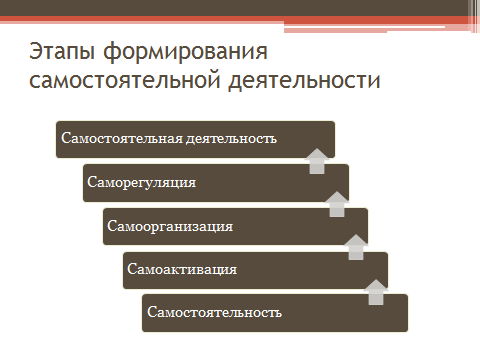 Этапы формирования
самостоятельной деятельности
Самостоятельная деятельность
Саморегуляция
Самоорганизация
Самоактивация
Самостоятельность